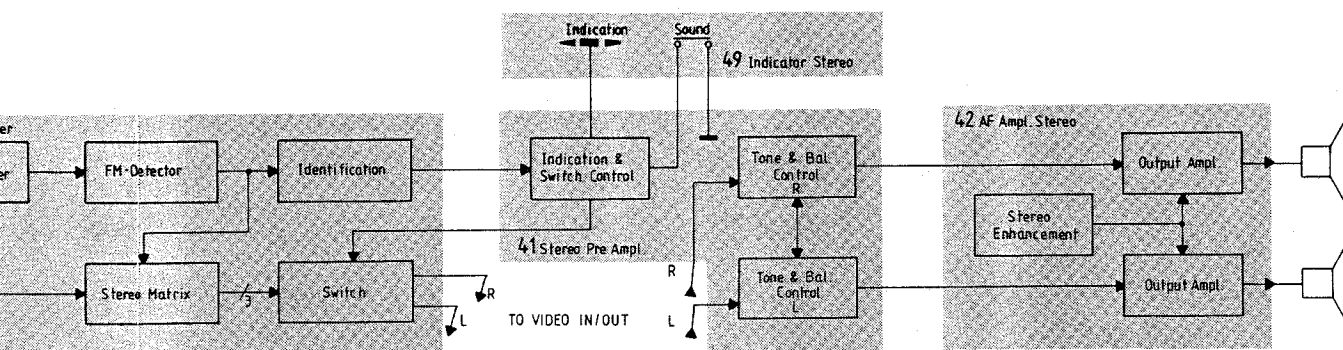 Indication
Sound
49 Indicator Stereo
er
er
FM-Detector
Identification
Indication &
Switch Control
Tone & Bal.
Control
R
42 AF Ampl. Stereo
Output Ampl.
Stereo
Enhancement
41 Stereo Pre Ampl.
Stereo Matrix
3
Switch
R
L
TO VIDEO IN/OUT
R
L
Tone & Bal.
Control
L
Output Ampl.